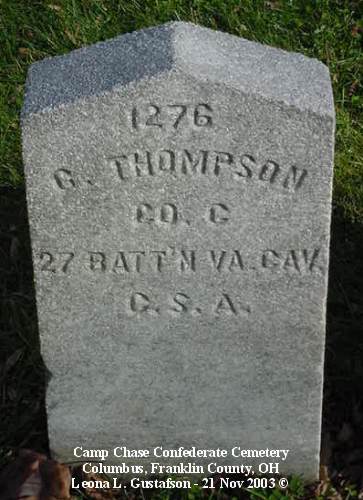 1276
G. THOMPSON
CO. C
27 BATT'N VA. CAV.
C. S. A.
Camp Chase Confederate Cemetery
Columbus, Franklin County, OH
Leona L. Gustafson - 21 Nov 2003 ©